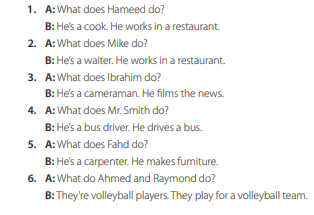 1. A: What does Hameed do?
B: He's a cook. He works in a restaurant.
2. A: What does Mike do?
B: He's a waiter. He works in a restaurant.
3. A: What does Ibrahim do?
B: He's a cameraman. He films the news.
4. A: What does Mr. Smith do?
B: He's a bus driver. He drives a bus.
5. A: What does Fahd do?
B: He's a carpenter. He makes furniture.
6. A: What do Ahmed and Raymond do?
B: They're volleyball players. They play for a volleyball team.